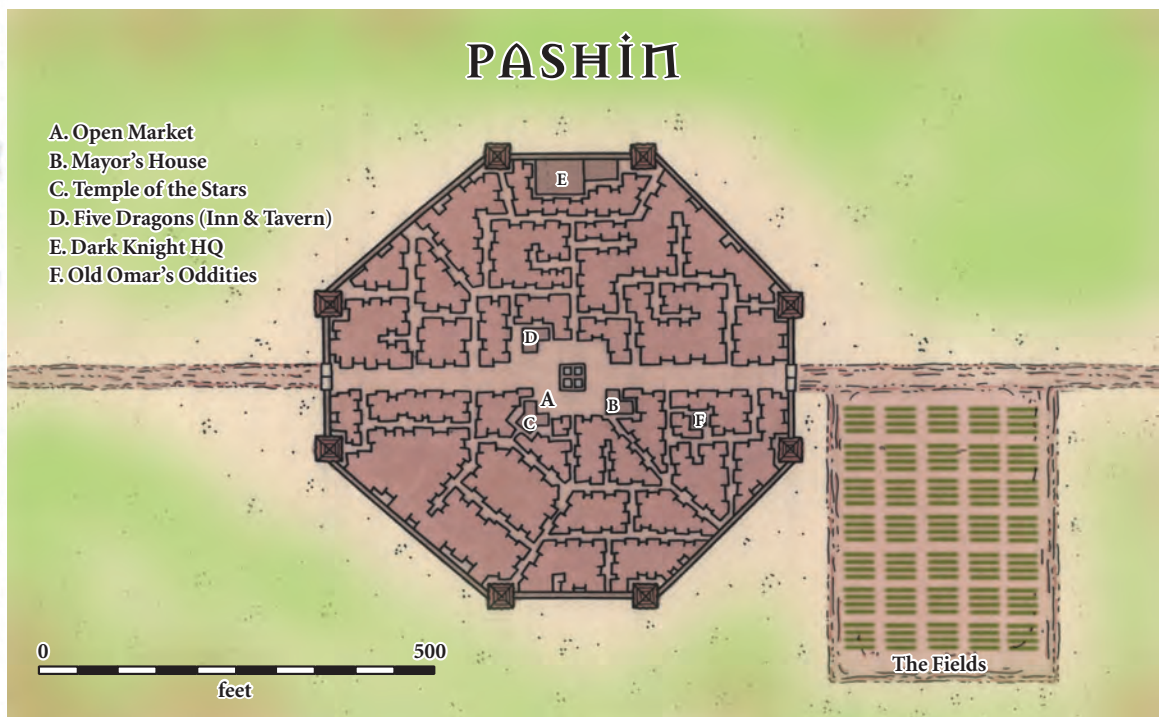 PASHIN
A. Open Market
B. Mayor’s House
C. Temple of the Stars
D. Five Dragons (Inn & Tavern)
E. Dark Knight HQ
F. Old Omar’s Oddities
E
D
A
B
C
F
The Fields
0 500
feet